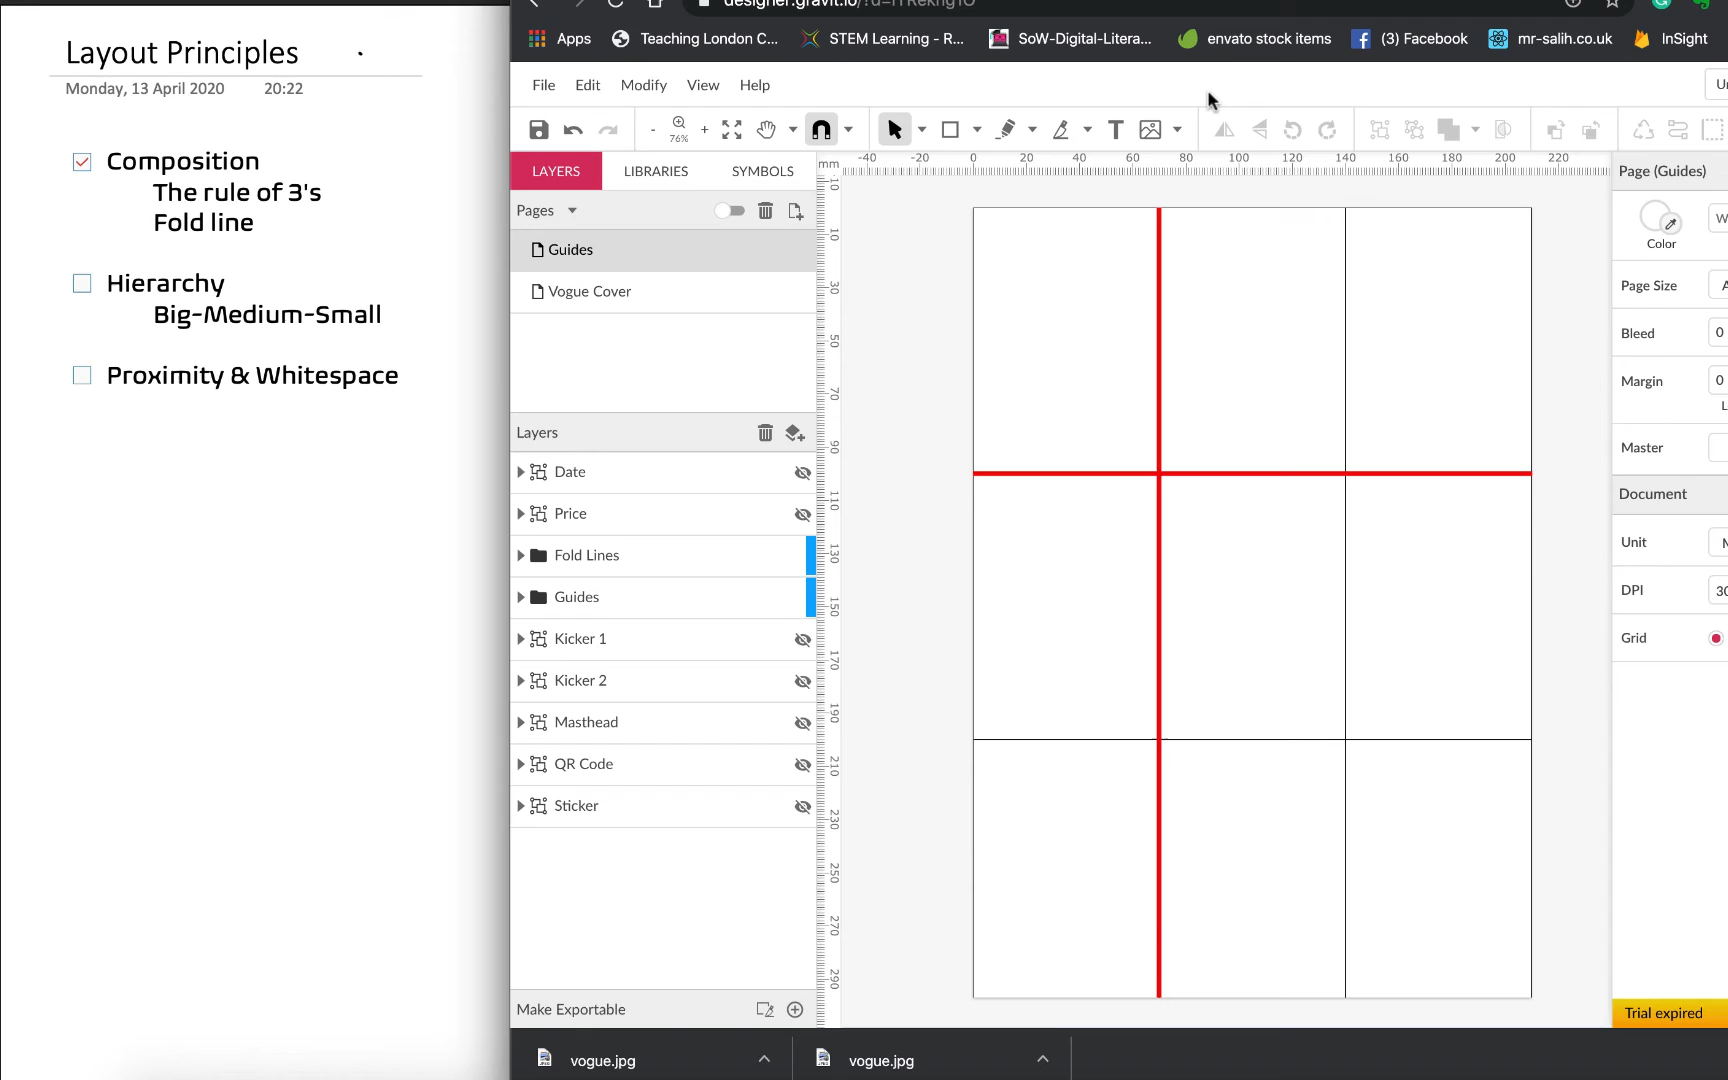 Layout Principles
Monday, 13 April 2020 20:22
Composition
The rule of 3's
Fold line
Hierarchy
Big-Medium-Small
Proximity & Whitespace
Apps Teaching London C... STEM Learning - R... SoW-Digital-Litera... envato stock items (3) Facebook mr-salih.co.uk InSight
File Edit Modify View Help
- 76% +
LAYERS LIBRARIES SYMBOLS
mm -40 -20 0 20 40 60 80 100 120 140 160 180 200 220
Pages
Guides
Vogue Cover
Layers
Date
Price
Fold Lines
Guides
Kicker 1
Kicker 2
Masthead
QR Code
Sticker
Make Exportable
-10
10
30
50
70
90
110
130
150
170
190
210
230
250
270
290
Page (Guides)
Color
Page Size
Bleed 0
Margin 0
Master
Document
Unit
DPI
Grid
Trial expired
vogue.jpg vogue.jpg